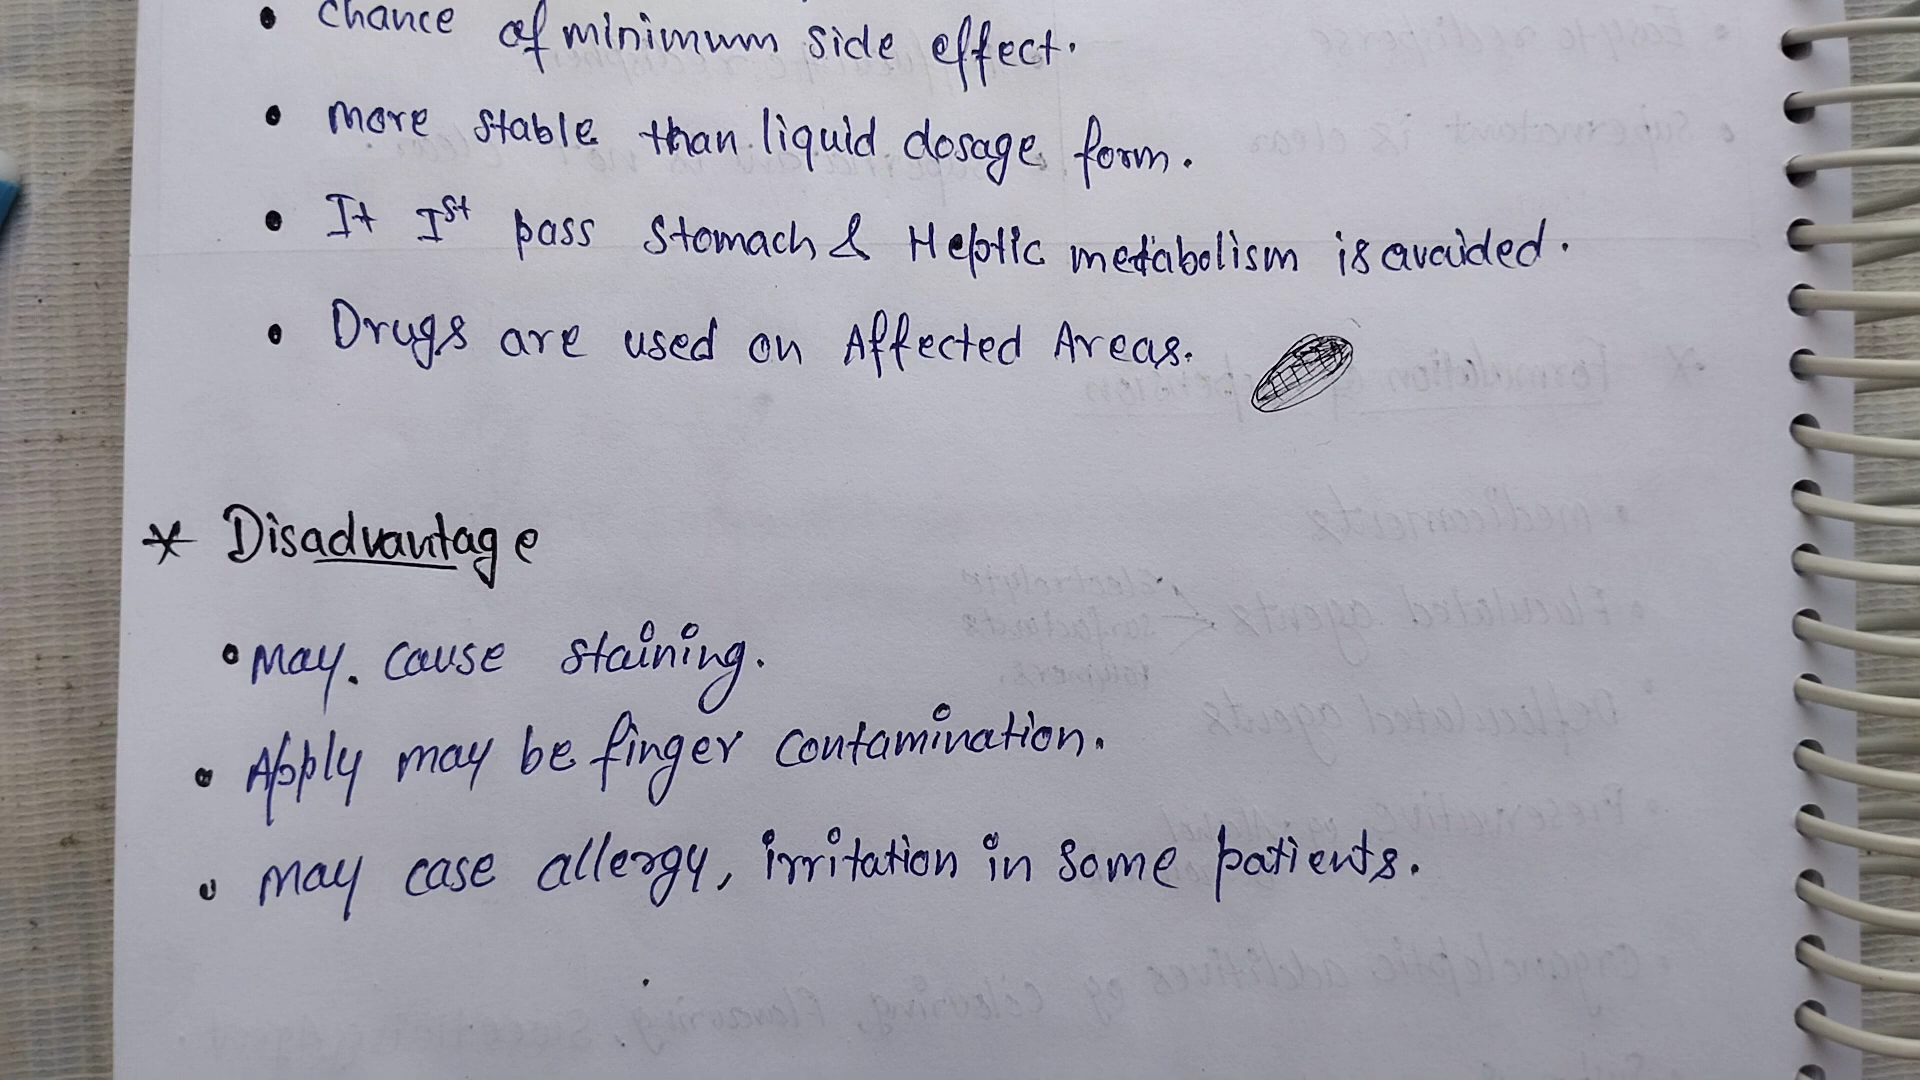 • Chance of minimum side effect.
• more stable than liquid dosage form.
• It Ist pass stomach & Heptic metabolism is avoided.
• Drugs are used on Affected Areas.
* Disadvantage
• may. cause staining.
• Apply may be finger contamination.
• may case allergy, irritation in some patients.